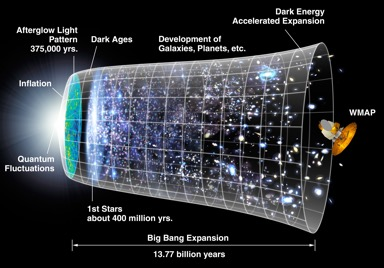 Dark Energy
Accelerated Expansion
Afterglow Light
Pattern
375,000 yrs.
Dark Ages
Development of
Galaxies, Planets, etc.
Inflation
WMAP
Quantum
Fluctuations
1st Stars
about 400 million yrs.
Big Bang Expansion
13.77 billion years